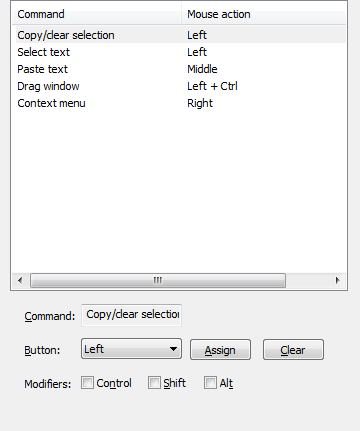 Command Mouse action
Copy/clear selection Left
Select text Left
Paste text Middle
Drag window Left + Ctrl
Context menu Right
Command: Copy/clear selection
Button: Left Assign Clear
Modifiers: Control Shift Alt